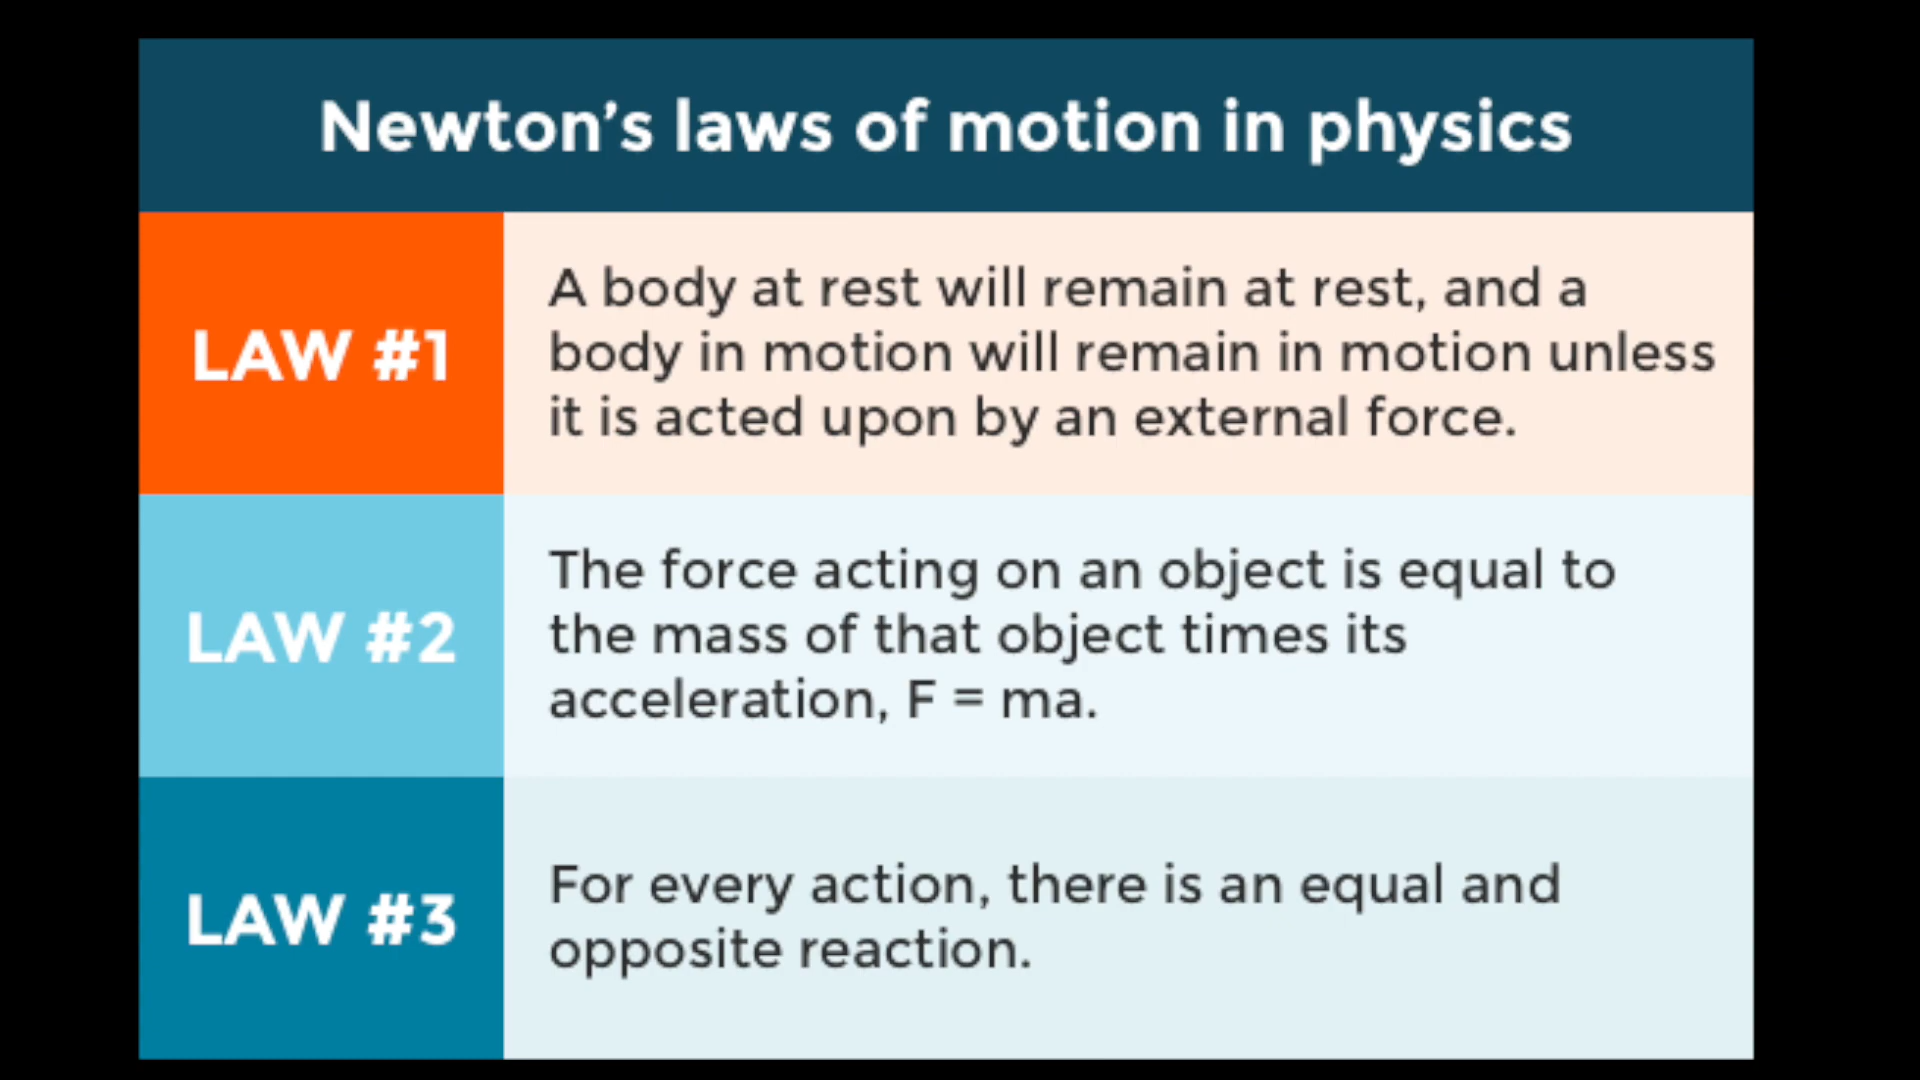 Newton’s laws of motion in physics
LAW #1
A body at rest will remain at rest, and a
body in motion will remain in motion unless
it is acted upon by an external force.
LAW #2
The force acting on an object is equal to
the mass of that object times its
acceleration, F = ma.
LAW #3
For every action, there is an equal and
opposite reaction.